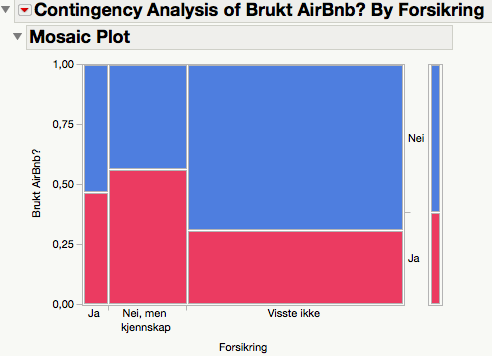 Contingency Analysis of Brukt AirBnb? By Forsikring
Mosaic Plot
1,00
0,75
0,50
0,25
0,00
Brukt AirBnb?
Nei
Ja
Ja
Nei, men
kjennskap
Visste ikke
Forsikring